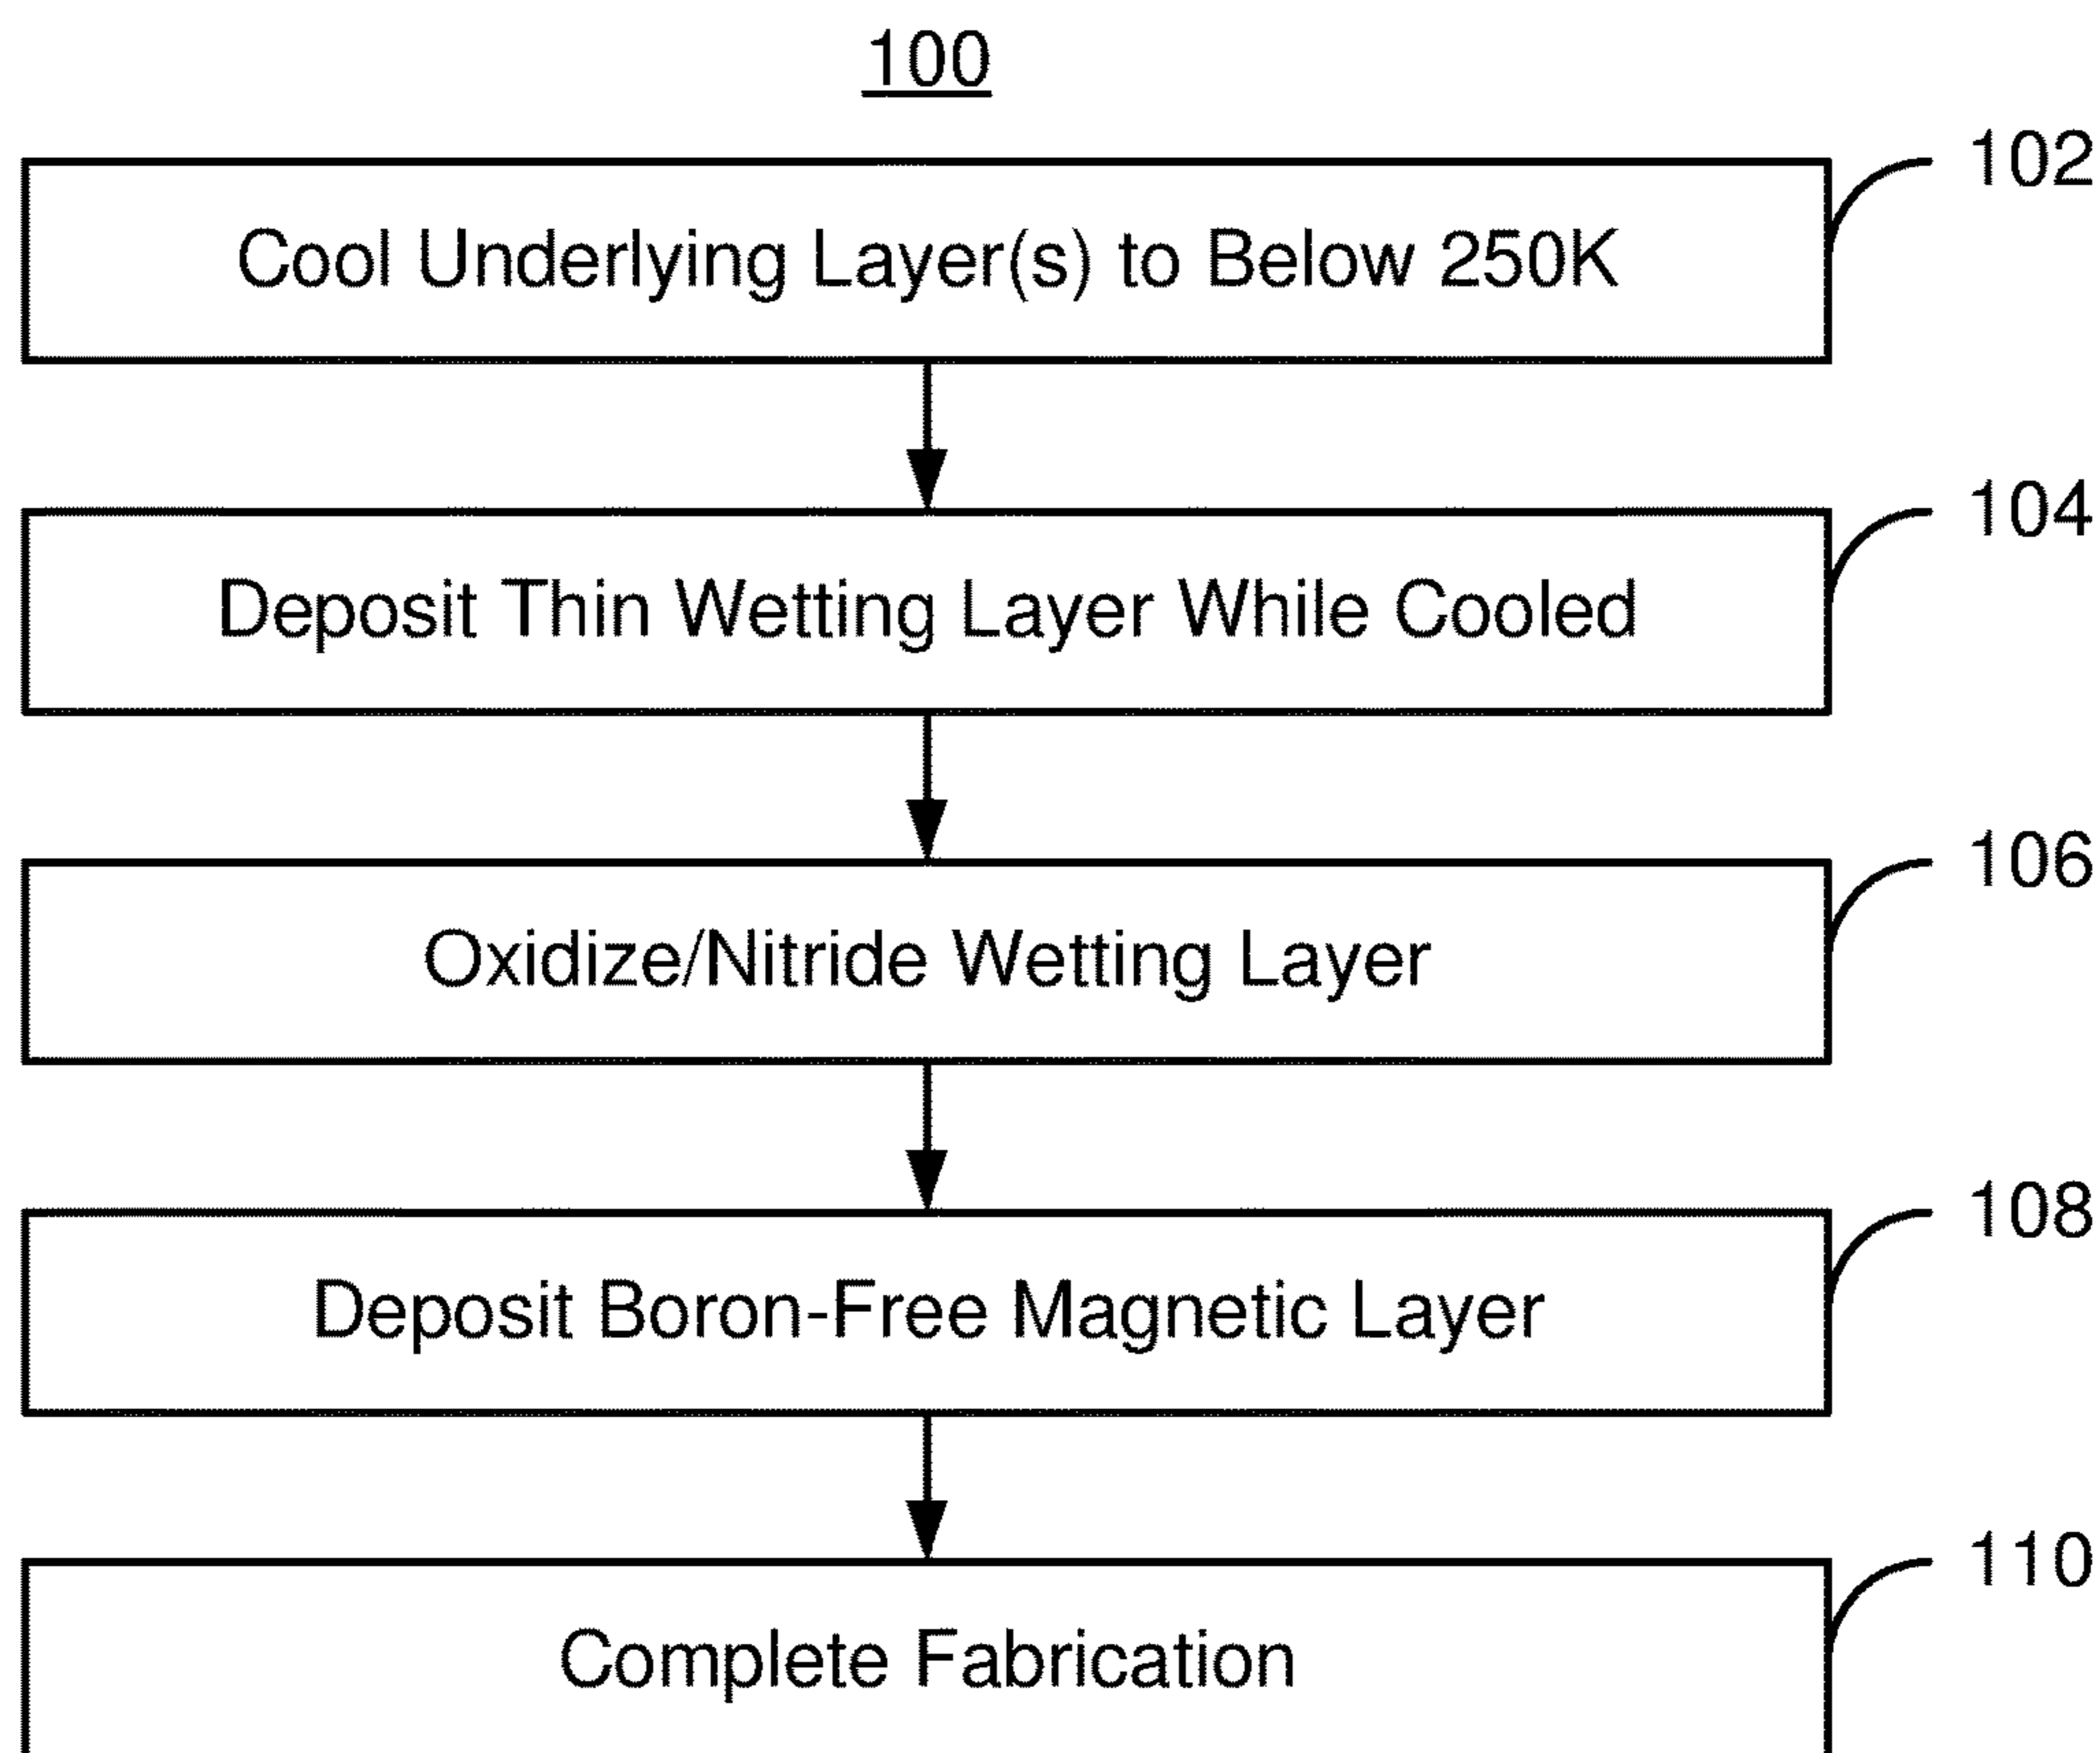 100
102
Cool Underlying Layer(s) to Below 250K
104
Deposit Thin Wetting Layer While Cooled
106
Oxidize/Nitride Wetting Layer
108
Deposit Boron-Free Magnetic Layer
110
Complete Fabrication